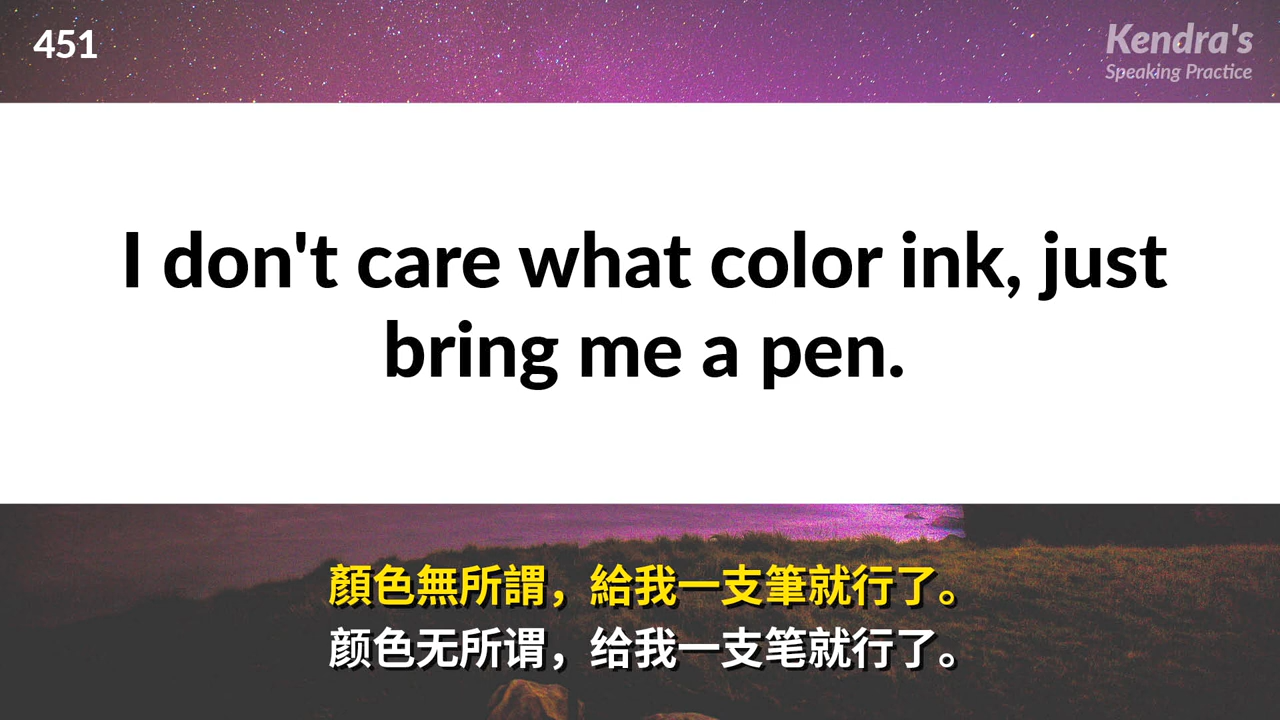 451
Kendra's
Speaking Practice
I don't care what color ink, just
bring me a pen.
顏色無所謂，給我一支筆就行了。
颜色无所谓，给我一支笔就行了。